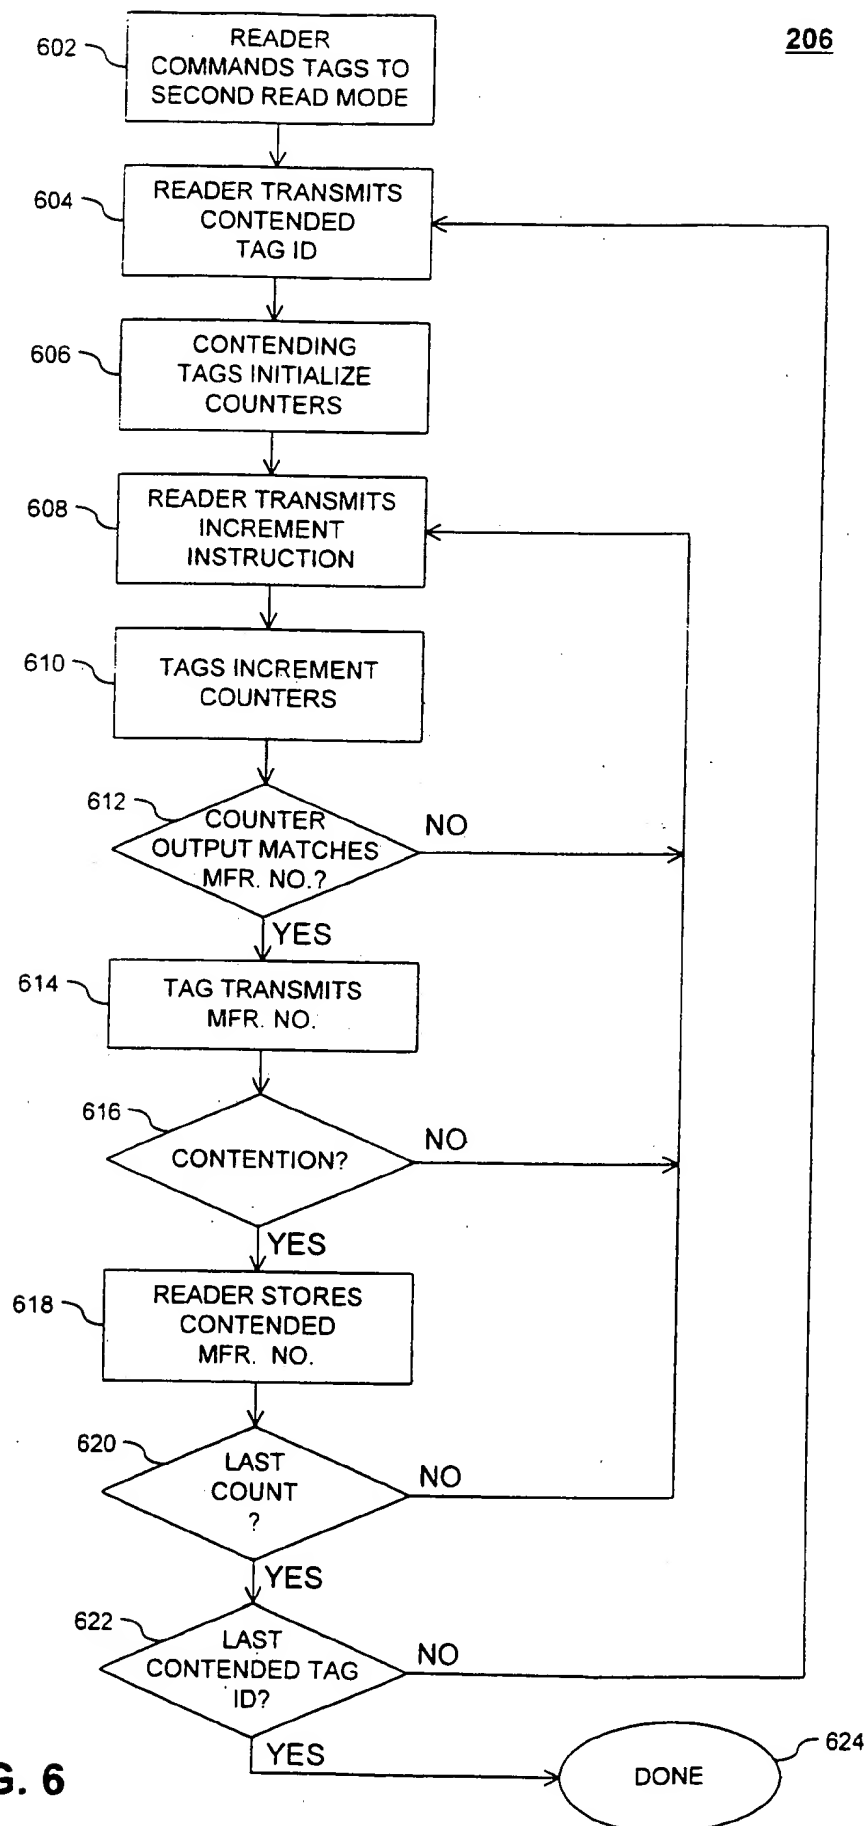 206
602
READER
COMMANDS TAGS TO
SECOND READ MODE
604
READER TRANSMITS
CONTENDED
TAG ID
606
CONTENDING
TAGS INITIALIZE
COUNTERS
608
READER TRANSMITS
INCREMENT
INSTRUCTION
610
TAGS INCREMENT
COUNTERS
612
COUNTER
OUTPUT MATCHES
MFR. NO.?
NO
YES
614
TAG TRANSMITS
MFR. NO.
616
CONTENTION?
NO
YES
618
READER STORES
CONTENDED
MFR. NO.
620
LAST
COUNT
?
NO
YES
622
LAST
CONTENDED TAG
ID?
NO
YES
624
DONE
G. 6